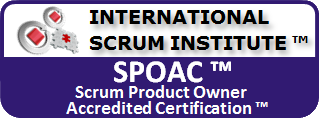 INTERNATIONAL
SCRUM INSTITUTE ™
SPOAC ™
Scrum Product Owner
Accredited Certification ™